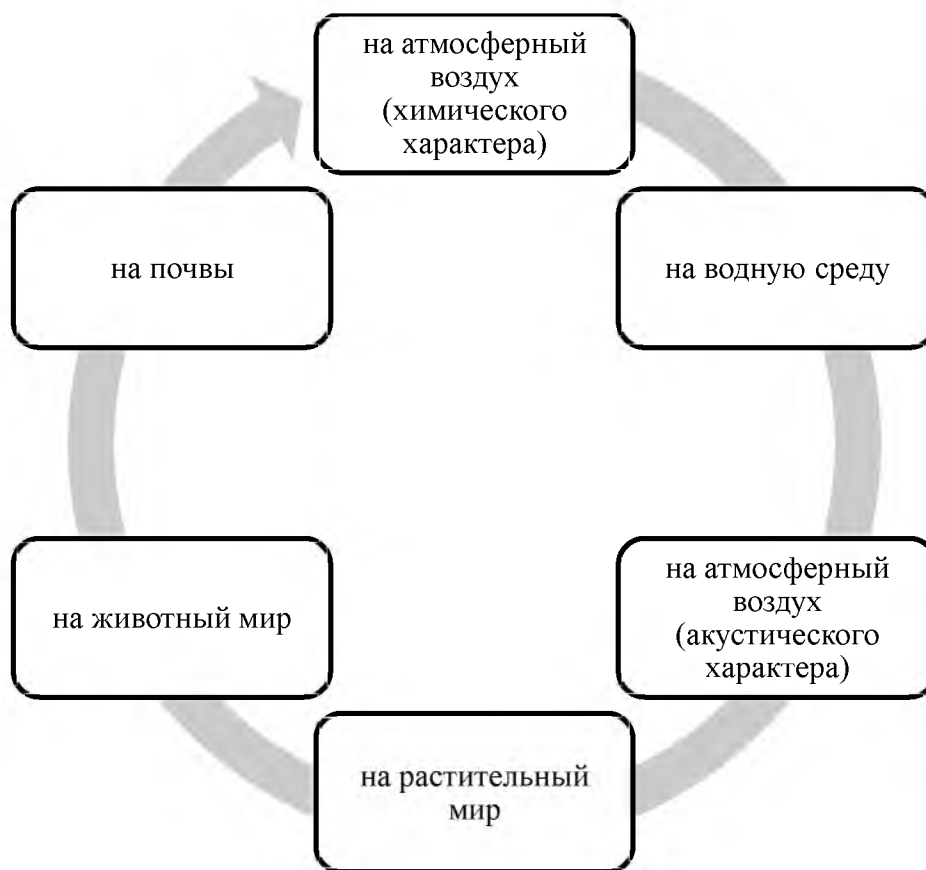 на атмосферный
воздух
(химического
характера)
на водную среду
на атмосферный
воздух
(акустического
характера)
на растительный
мир
на животный мир
на почвы